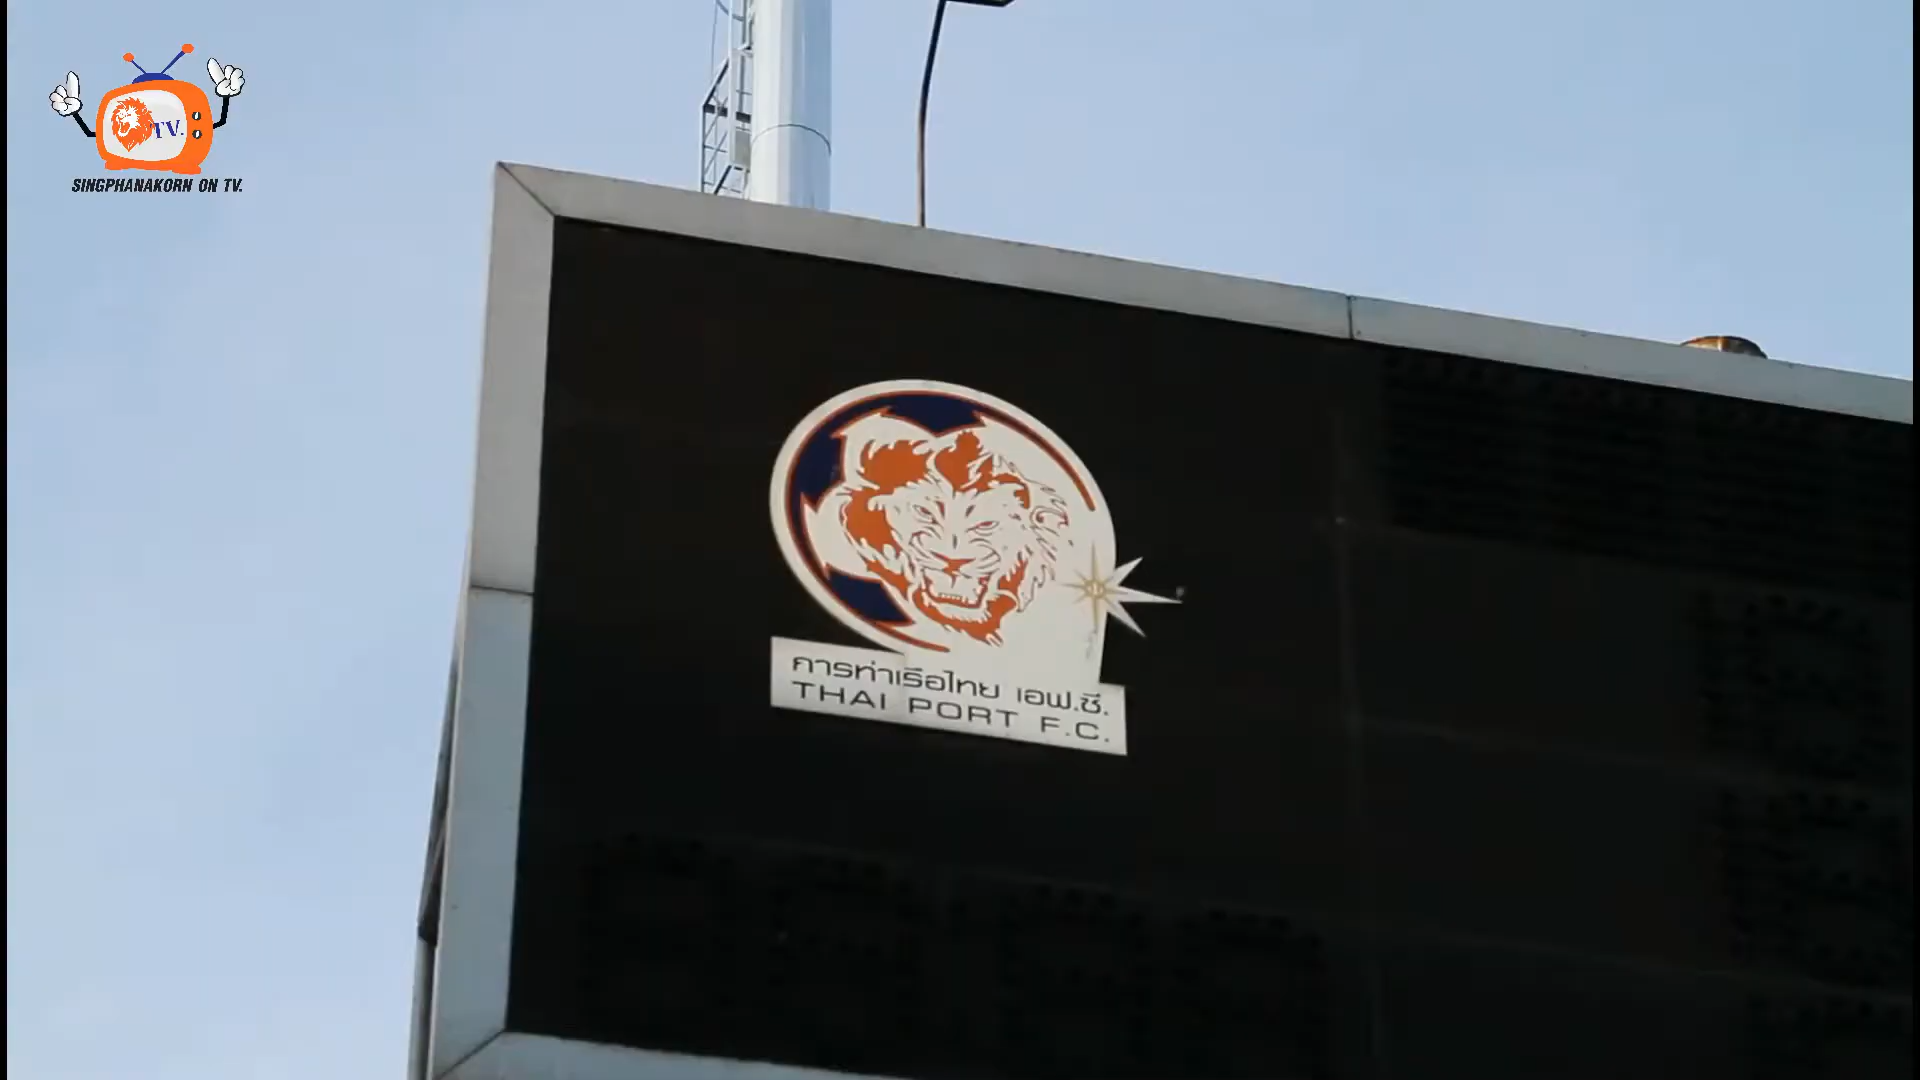 TV.
SINGPHANAKORN ON TV.
การท่าเรือไทย เอฟ.ซี.
THAI PORT F.C.